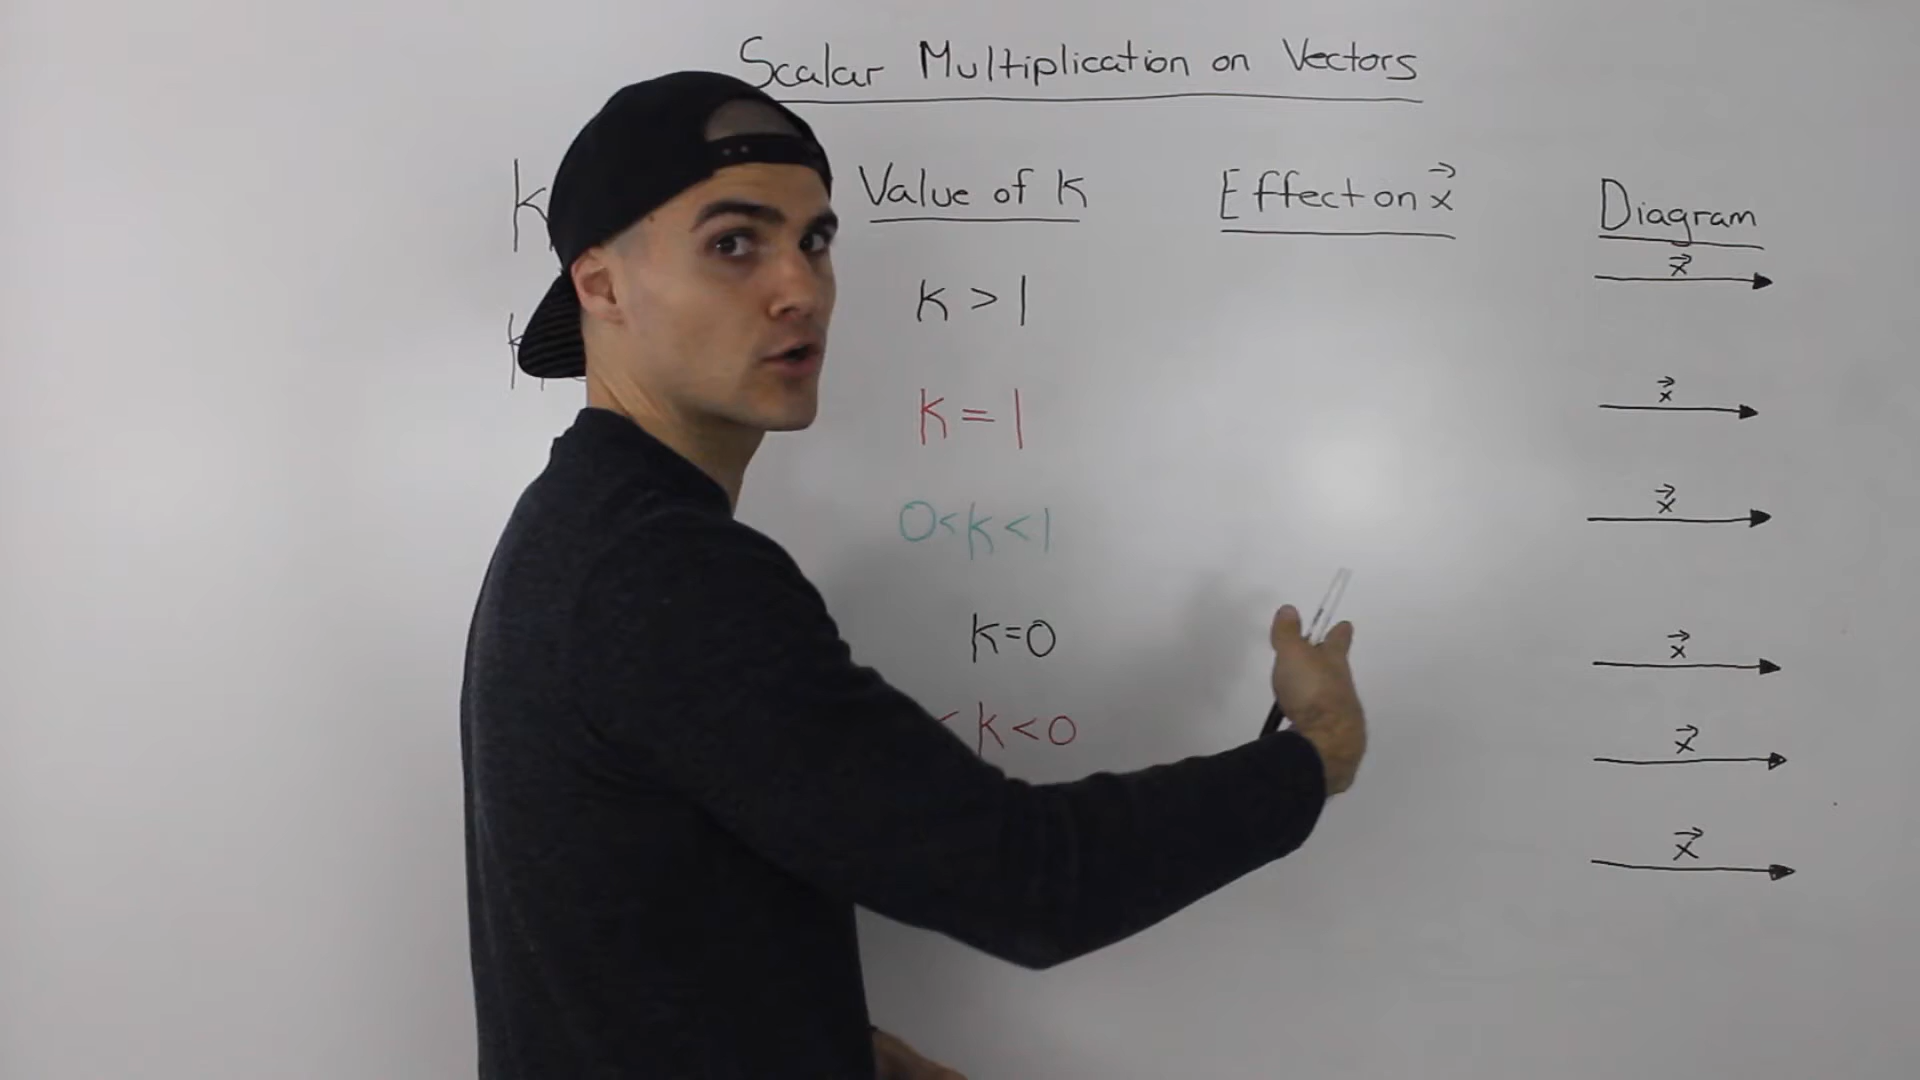 Scalar Multiplication on Vectors
k Value of k Effect on x⃗ Diagram
k > 1 x⃗
k = 1 x⃗
0 < k < 1 x⃗
k = 0 x⃗
< k < 0 x⃗
x⃗